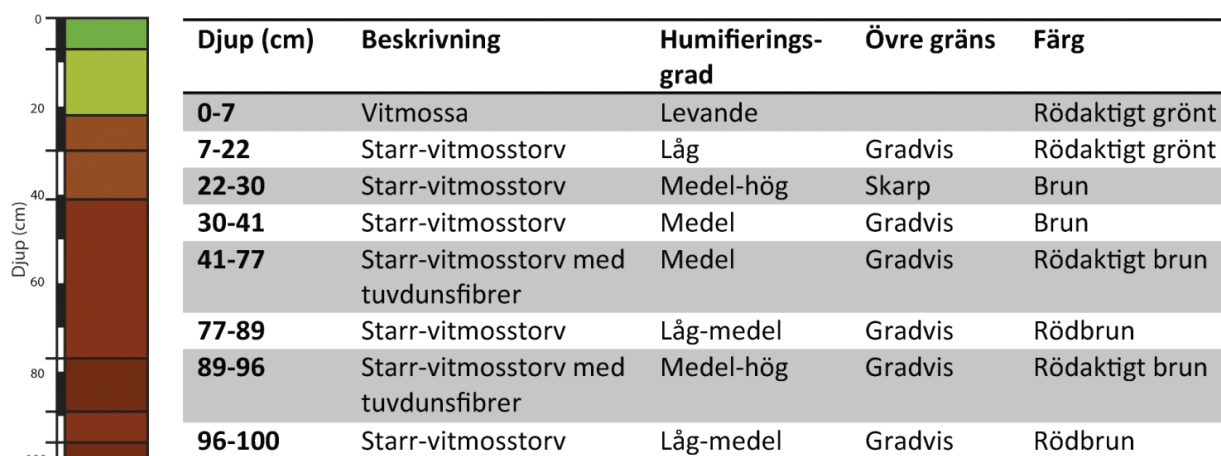 0
20
40
60
80
Djup (cm)
Djup (cm) Beskrivning Humifierings- Övre gräns Färg
grad
0-7 Vitmossa Levande Rödaktigt grönt
7-22 Starr-vitmosstorv Låg Gradvis Rödaktigt grönt
22-30 Starr-vitmosstorv Medel-hög Skarp Brun
30-41 Starr-vitmosstorv Medel Gradvis Brun
41-77 Starr-vitmosstorv med Medel Gradvis Rödaktigt brun
tuvdunsfibrer
77-89 Starr-vitmosstorv Låg-medel Gradvis Rödbrun
89-96 Starr-vitmosstorv med Medel-hög Gradvis Rödaktigt brun
tuvdunsfibrer
96-100 Starr-vitmosstorv Låg-medel Gradvis Rödbrun